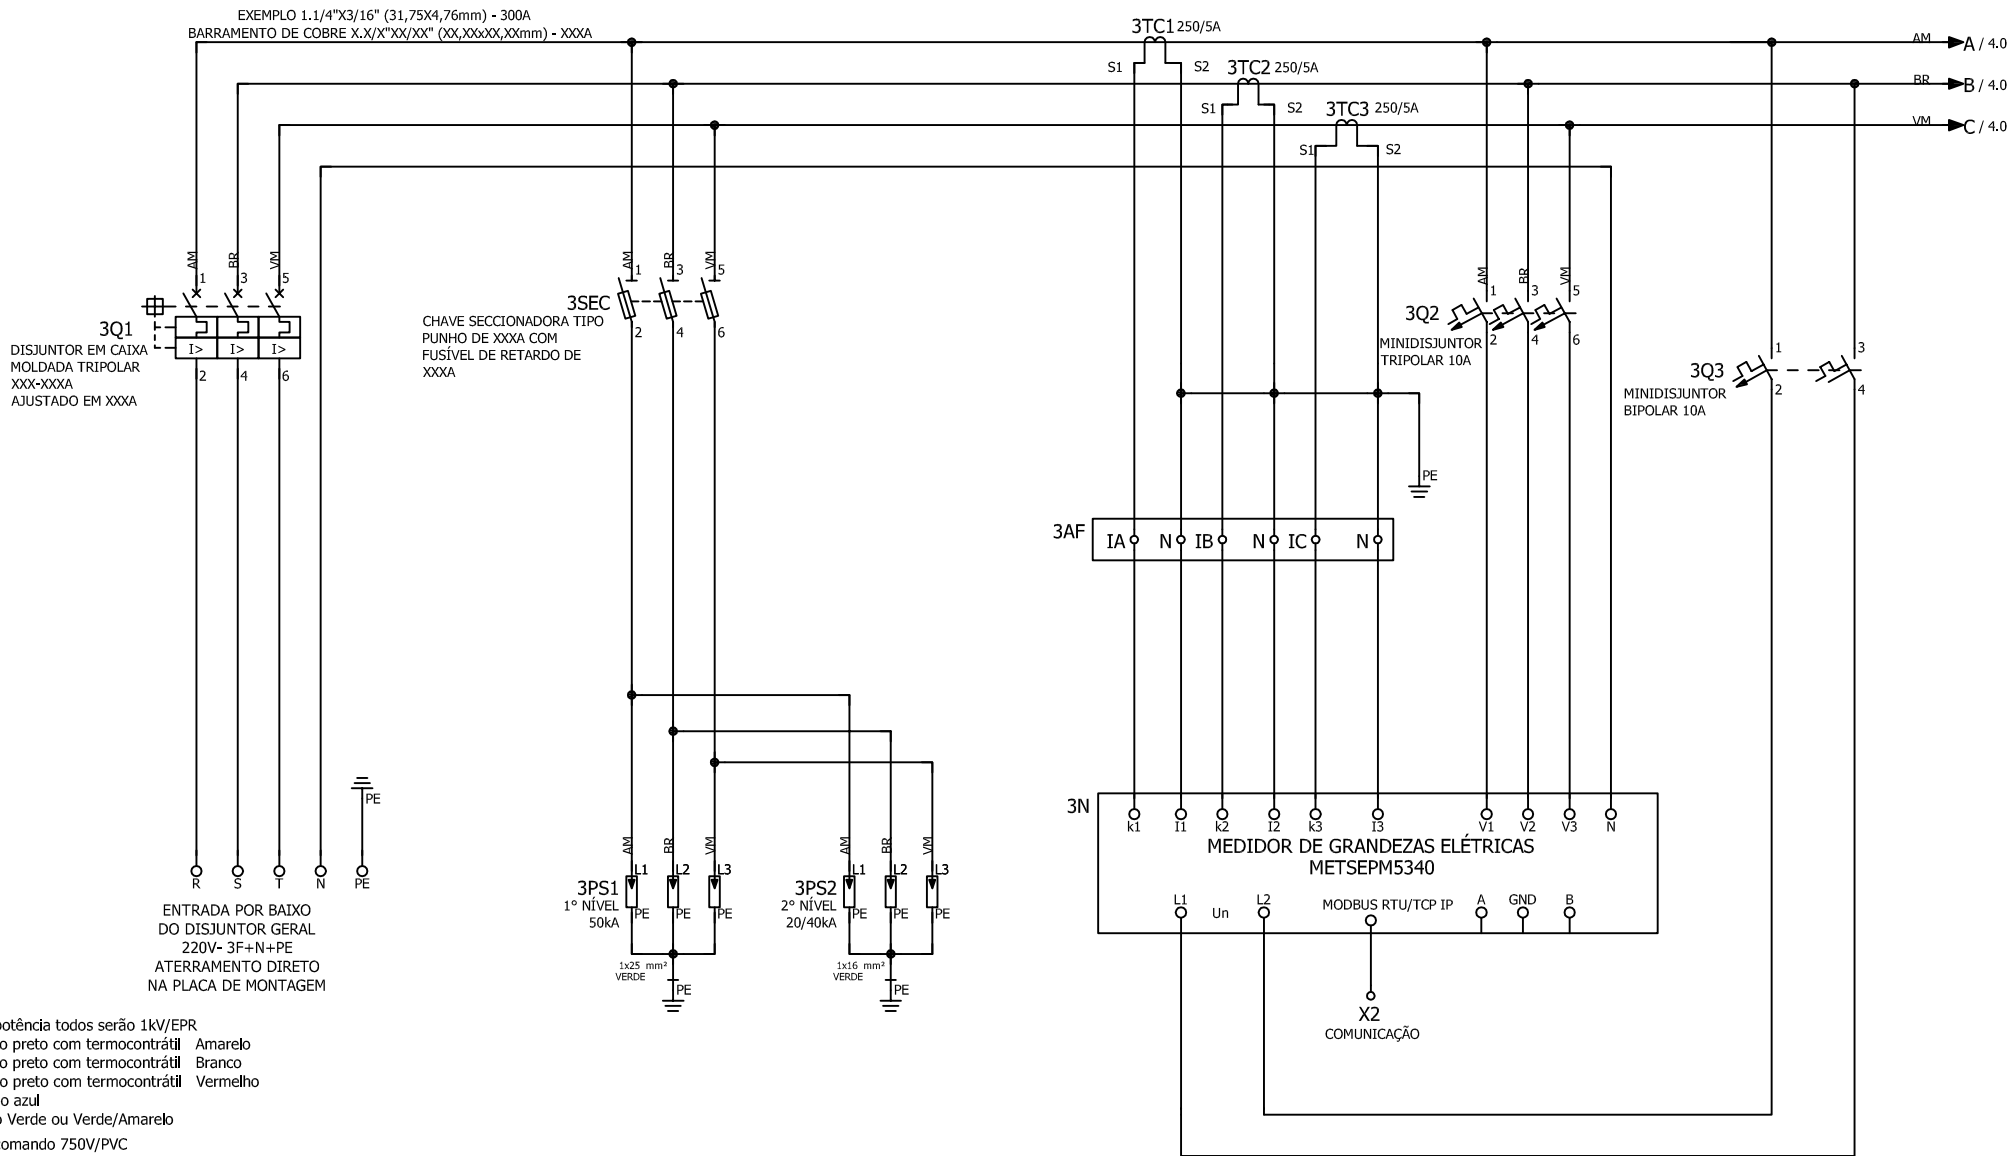 EXEMPLO 1.1/4"X3/16" (31,75X4,76mm) - 300A
BARRAMENTO DE COBRE X.X/X"XX/XX" (XX,XXxXX,XXmm) - XXXA
3TC1 250/5A
S1 S2
3TC2 250/5A
S1 S2
3TC3 250/5A
S1 S2
AM A / 4.0
BR B / 4.0
VM C / 4.0
AM BR VM
1 3 5
3Q1
DISJUNTOR EM CAIXA
MOLDADA TRIPOLAR
XXX-XXXA
AJUSTADO EM XXXA
I> I> I>
2 4 6
AM BR VM
1 3 5
3SEC
CHAVE SECCIONADORA TIPO
PUNHO DE XXXA COM
FUSÍVEL DE RETARDO DE
XXXA
2 4 6
AM BR VM
1 3 5
3Q2
MINIDISJUNTOR
TRIPOLAR 10A
2 4 6
1 3
3Q3
MINIDISJUNTOR
BIPOLAR 10A
2 4
PE
3AF
IA N IB N IC N
PE
R S T N PE
ENTRADA POR BAIXO
DO DISJUNTOR GERAL
220V- 3F+N+PE
ATERRAMENTO DIRETO
NA PLACA DE MONTAGEM
AM BR VM
L1 L2 L3
3PS1
1° NÍVEL
50kA
PE PE PE
1x25 mm²
VERDE
PE
AM BR VM
L1 L2 L3
3PS2
2° NÍVEL
20/40kA
PE PE PE
1x16 mm²
VERDE
PE
3N
k1 I1 k2 I2 k3 I3 V1 V2 V3 N
MEDIDOR DE GRANDEZAS ELÉTRICAS
METSEPM5340
L1 Un L2 MODBUS RTU/TCP IP A GND B
X2
COMUNICAÇÃO
potência todos serão 1kV/EPR
o preto com termocontrátil Amarelo
o preto com termocontrátil Branco
o preto com termocontrátil Vermelho
o azul
o Verde ou Verde/Amarelo
comando 750V/PVC